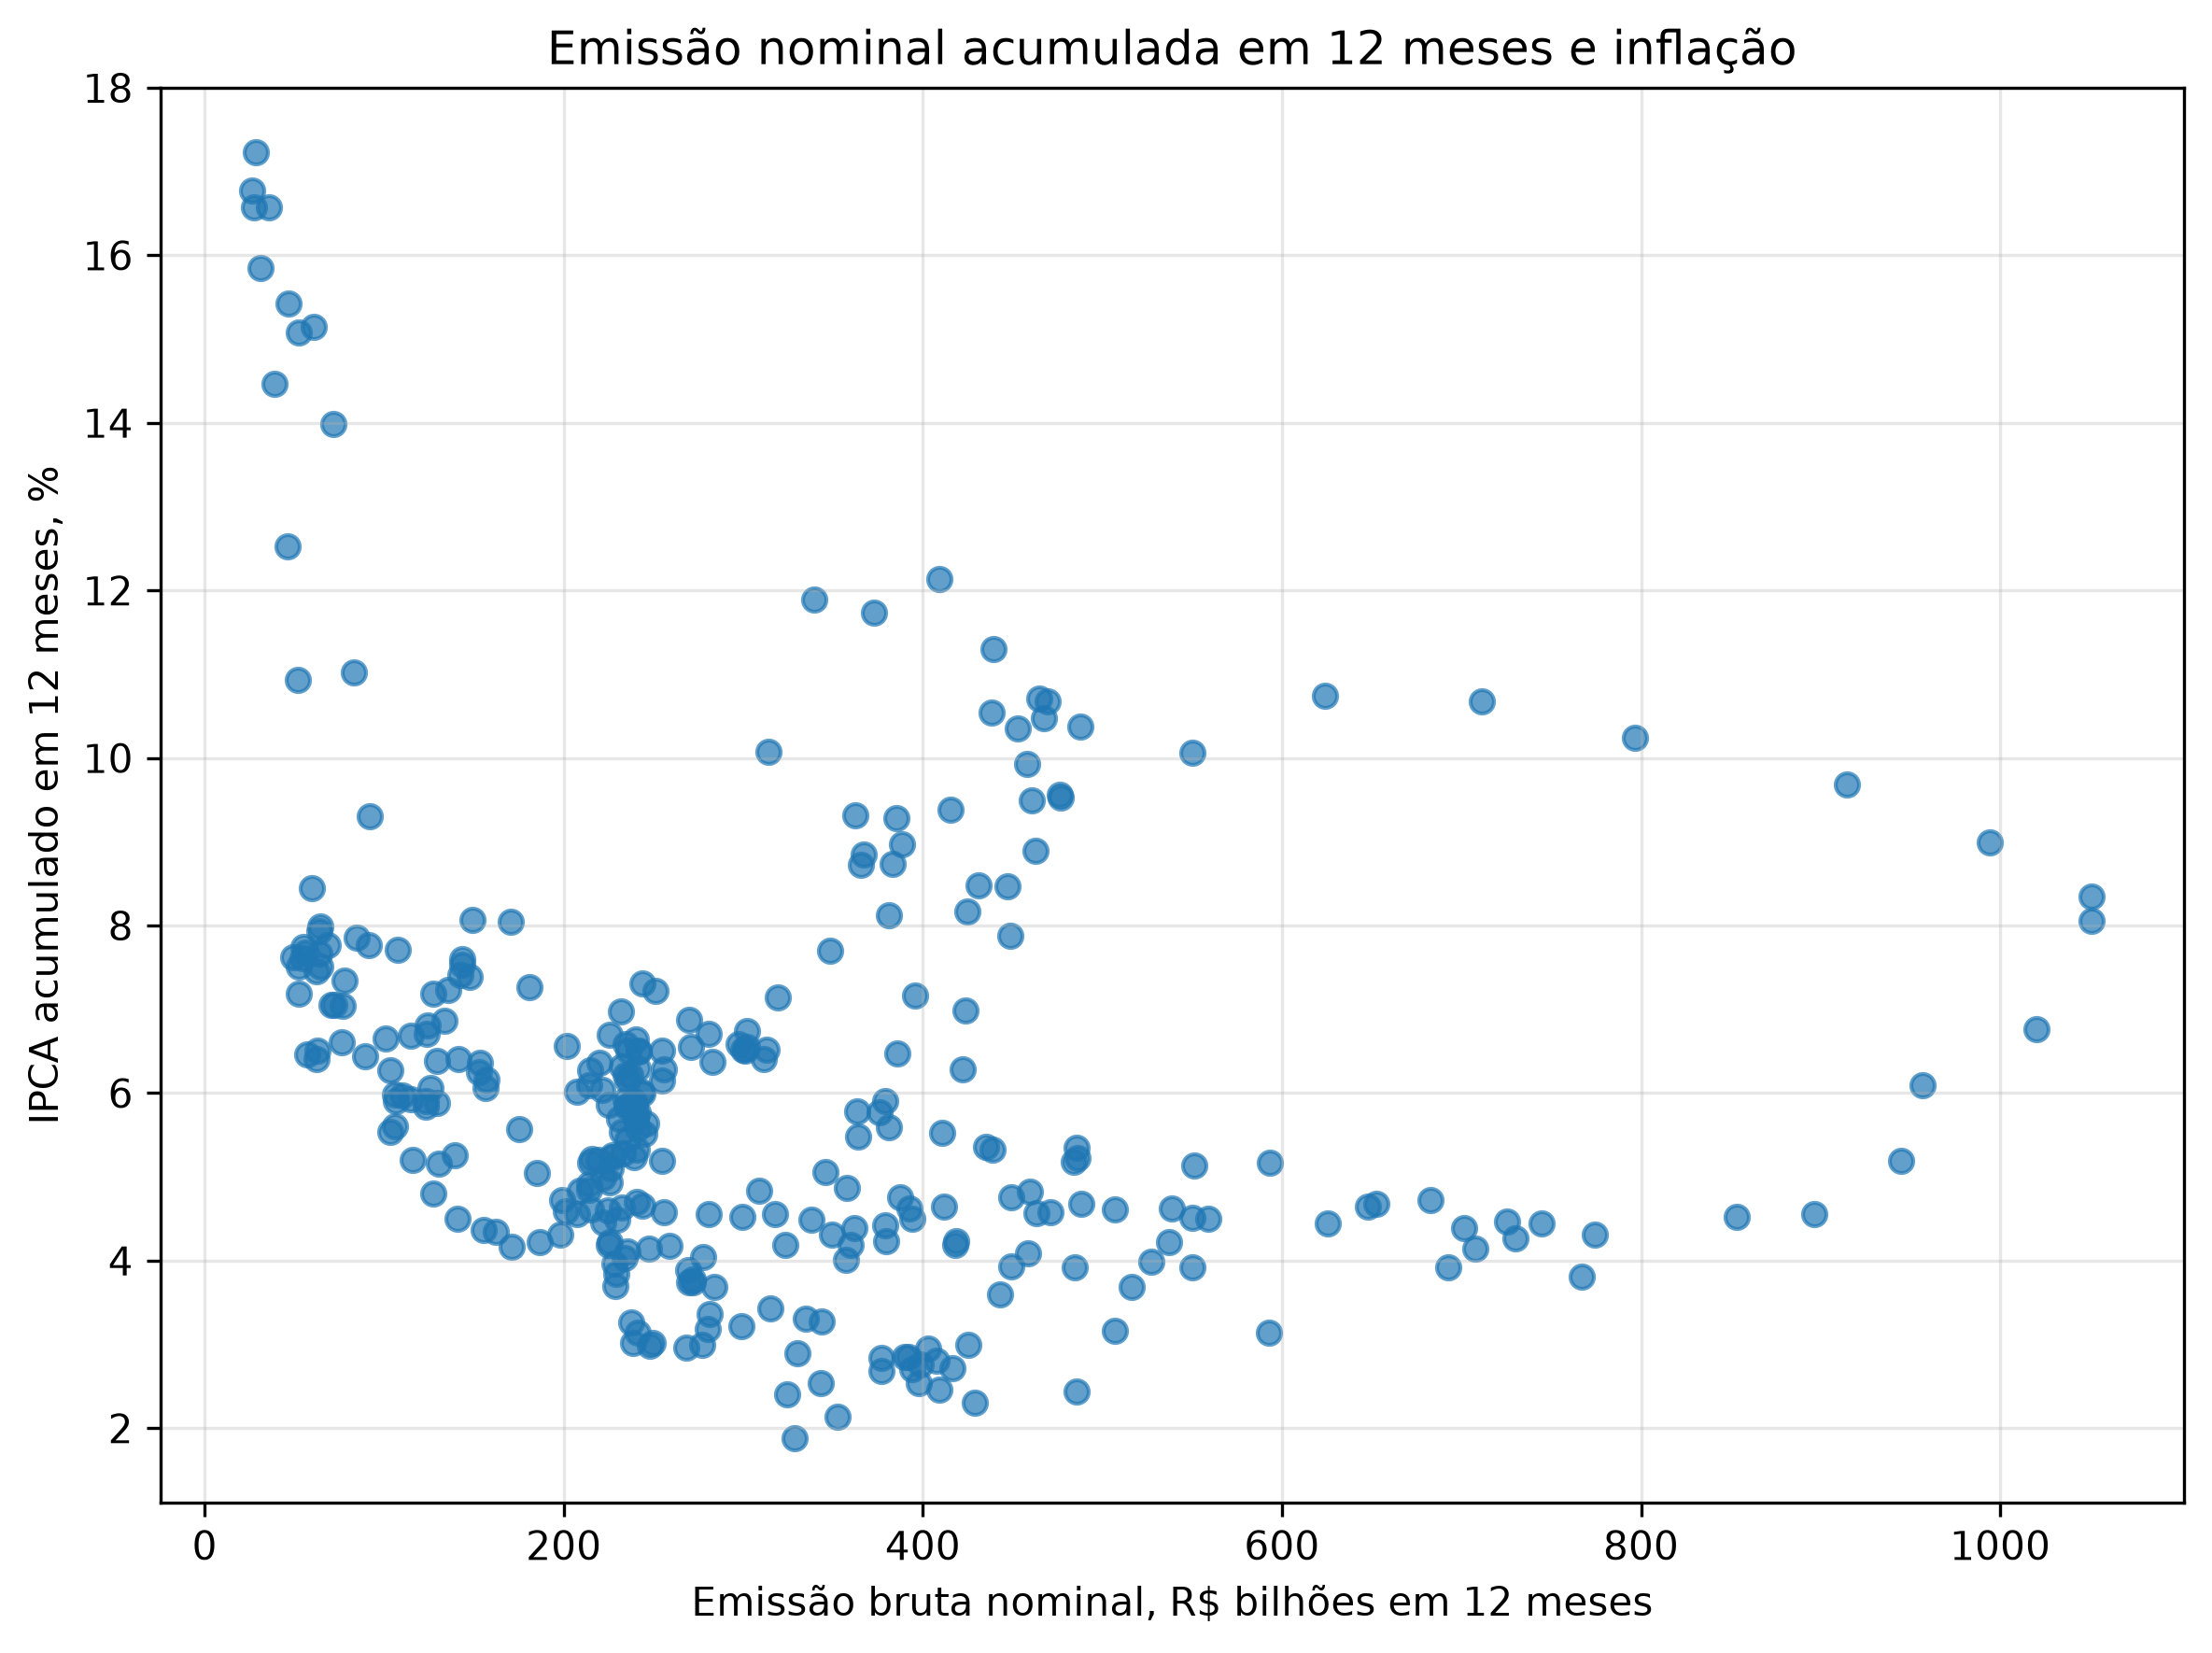 Emissão nominal acumulada em 12 meses e inflação
IPCA acumulado em 12 meses, %
18
16
14
12
10
8
6
4
2
0 200 400 600 800 1000
Emissão bruta nominal, R$ bilhões em 12 meses